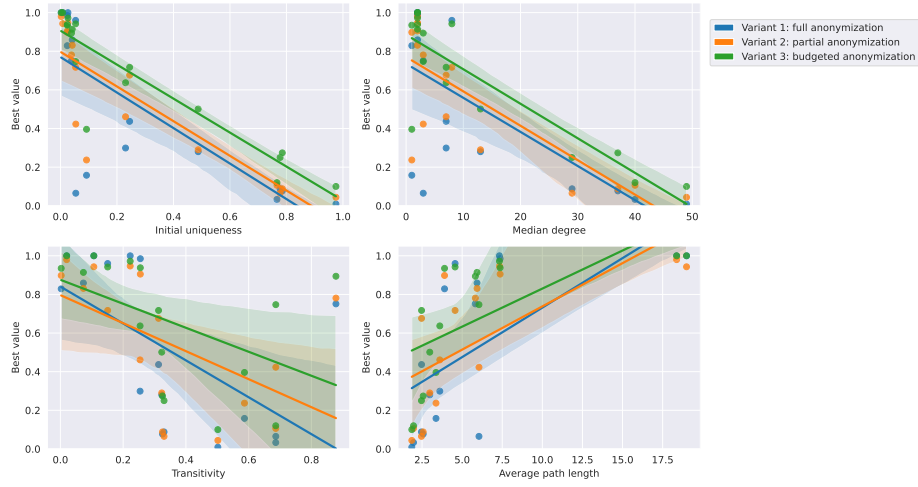 Variant 1: full anonymization
Variant 2: partial anonymization
Variant 3: budgeted anonymization
Best value
1.0
0.8
0.6
0.4
0.2
0.0
0.0 0.2 0.4 0.6 0.8 1.0
Initial uniqueness
Best value
1.0
0.8
0.6
0.4
0.2
0.0
0 10 20 30 40 50
Median degree
Best value
1.0
0.8
0.6
0.4
0.2
0.0
0.0 0.2 0.4 0.6 0.8
Transitivity
Best value
1.0
0.8
0.6
0.4
0.2
0.0
2.5 5.0 7.5 10.0 12.5 15.0 17.5
Average path length